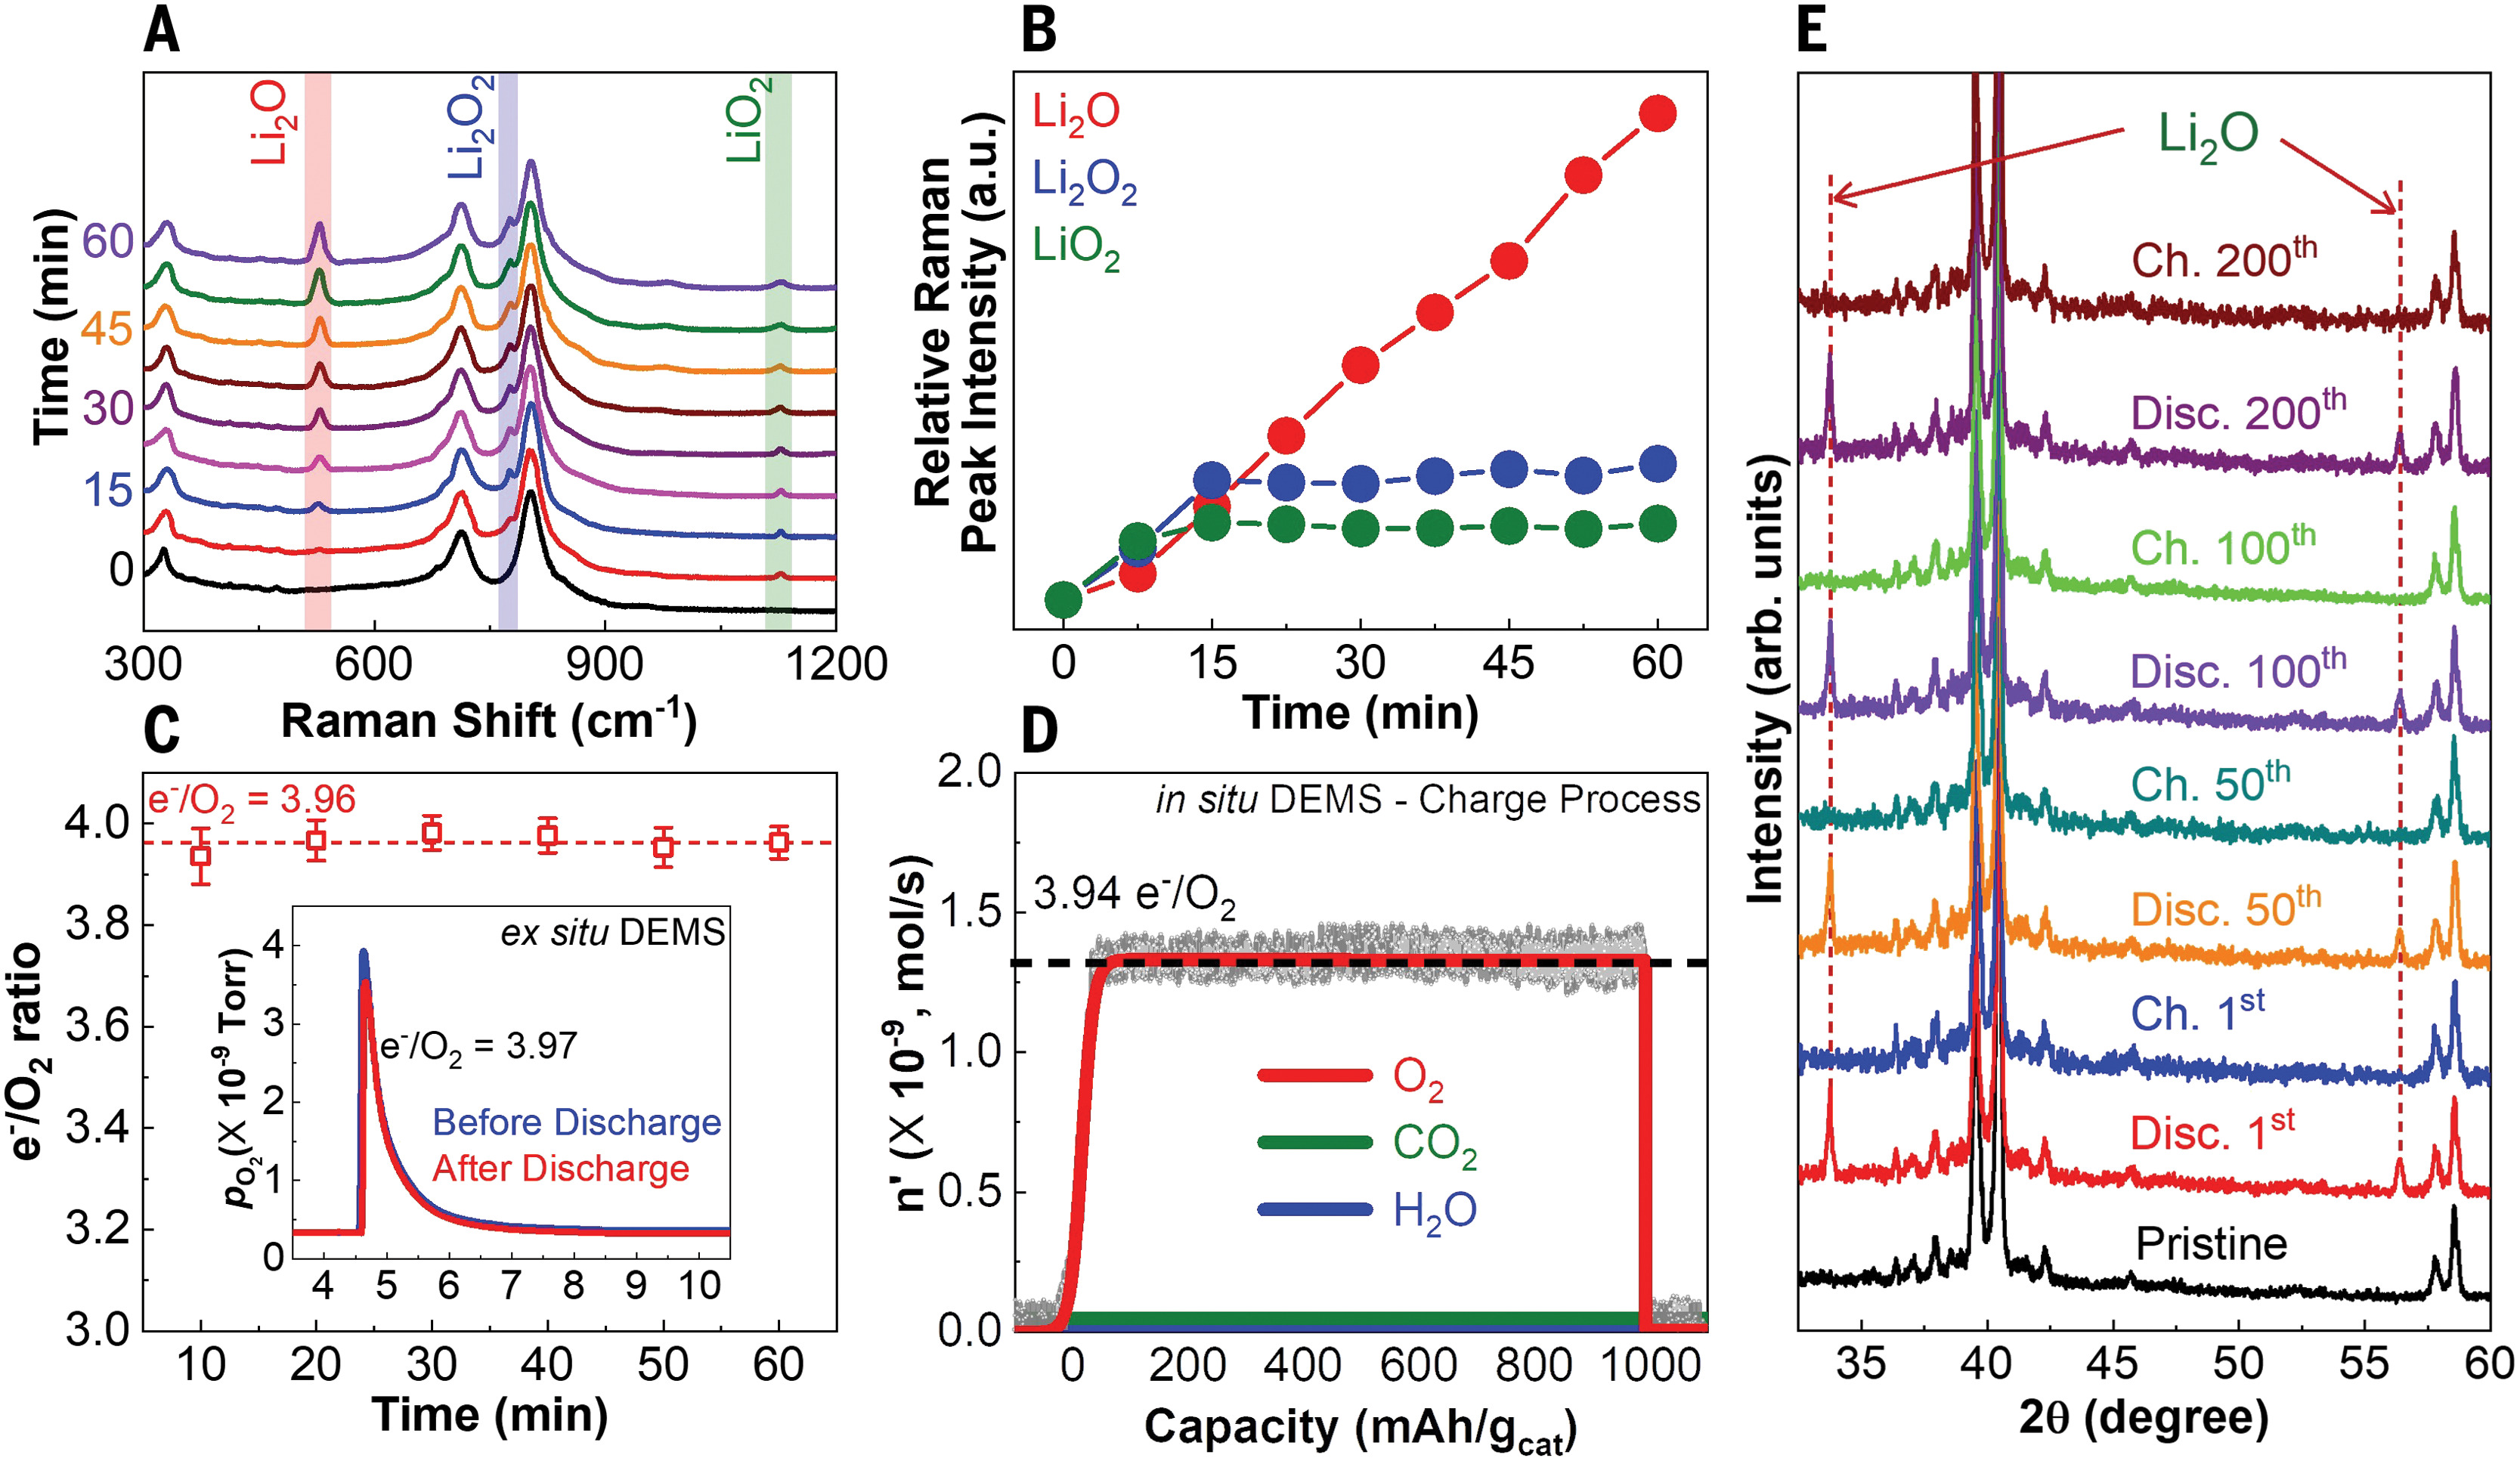 A
Li2O
Li2O2
LiO2
Time (min)
60
45
30
15
0
300
600
900
1200
Raman Shift (cm-1)
B
Li2O
Li2O2
LiO2
Relative Raman
Peak Intensity (a.u.)
0
15
30
45
60
Time (min)
C
e-/O2 = 3.96
e-/O2 ratio
4.0
3.8
3.6
3.4
3.2
3.0
10
20
30
40
50
60
Time (min)
ex situ DEMS
pO2(X 10-9 Torr)
4
3
2
1
0
e-/O2 = 3.97
Before Discharge
After Discharge
4
5
6
7
8
9
10
D
in situ DEMS - Charge Process
3.94 e-/O2
n' (X 10-9, mol/s)
2.0
1.5
1.0
0.5
0.0
O2
CO2
H2O
0
200
400
600
800
1000
Capacity (mAh/gcat)
E
Li2O
Intensity (arb. units)
Ch. 200th
Disc. 200th
Ch. 100th
Disc. 100th
Ch. 50th
Disc. 50th
Ch. 1st
Disc. 1st
Pristine
35
40
45
50
55
60
2θ (degree)